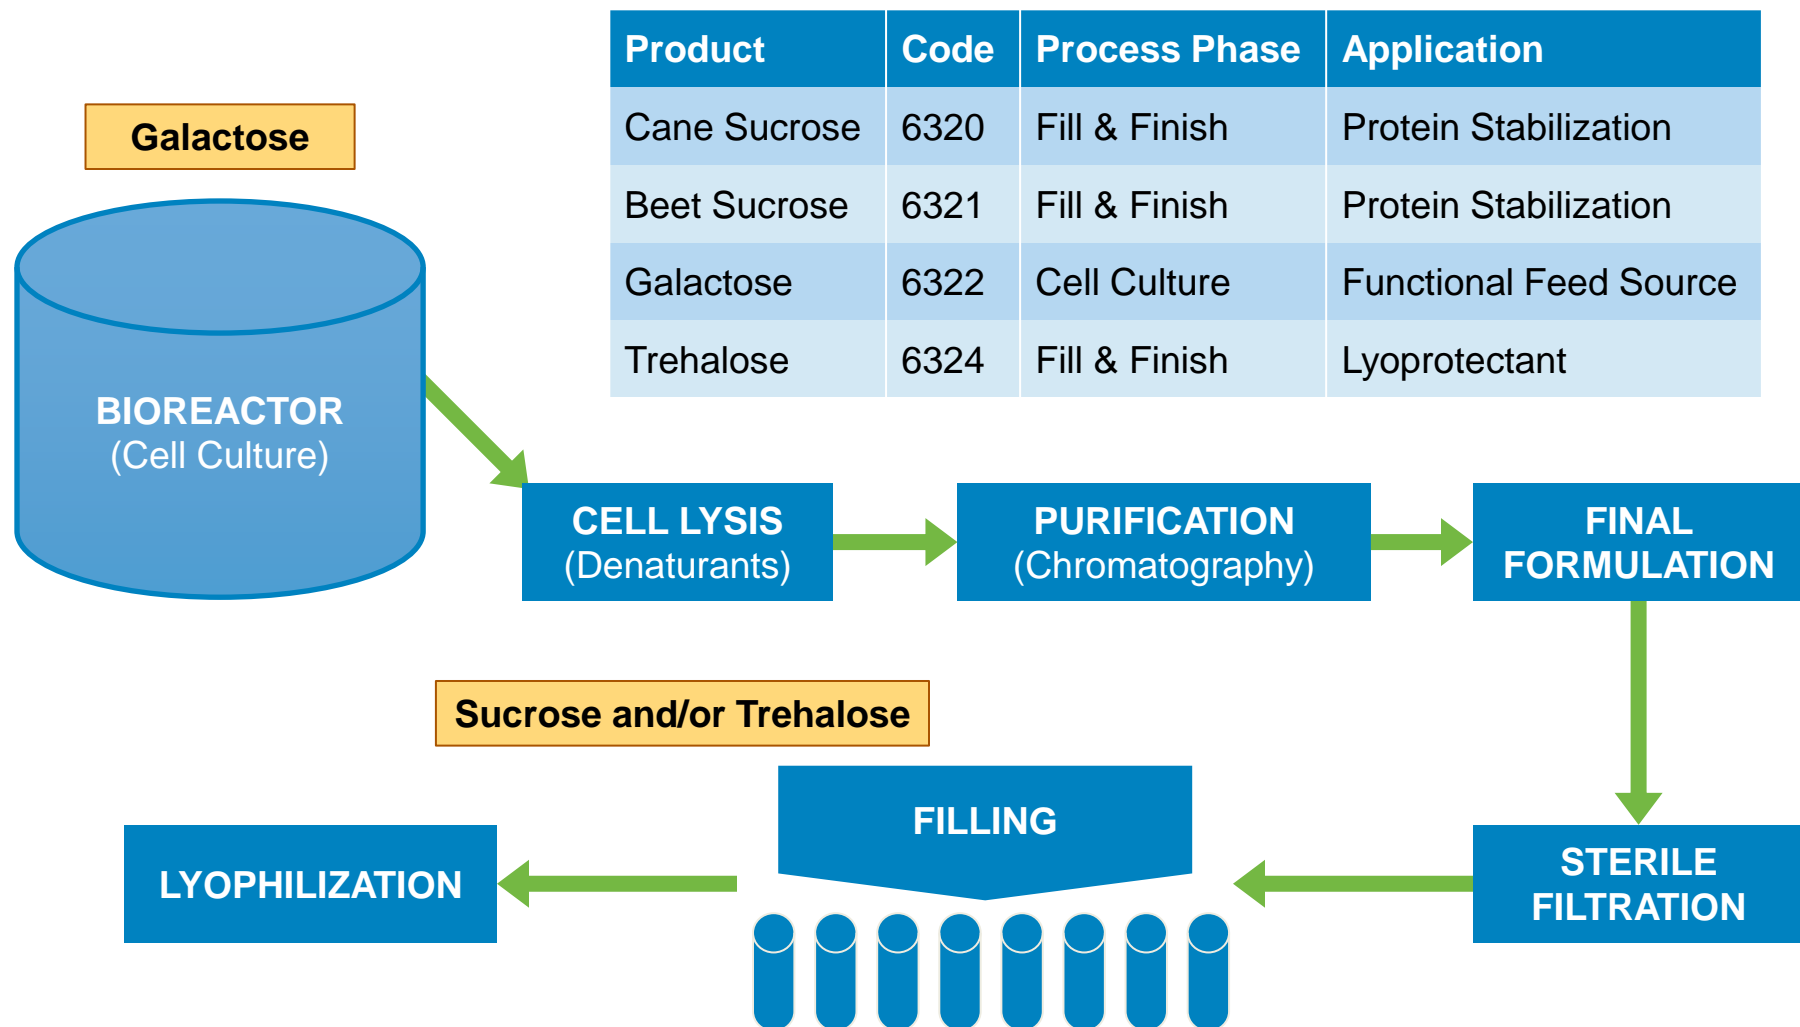 Product Code Process Phase Application
Cane Sucrose 6320 Fill & Finish Protein Stabilization
Beet Sucrose 6321 Fill & Finish Protein Stabilization
Galactose 6322 Cell Culture Functional Feed Source
Trehalose 6324 Fill & Finish Lyoprotectant
Galactose
BIOREACTOR
(Cell Culture)
CELL LYSIS
(Denaturants)
PURIFICATION
(Chromatography)
FINAL
FORMULATION
Sucrose and/or Trehalose
STERILE
FILTRATION
FILLING
LYOPHILIZATION